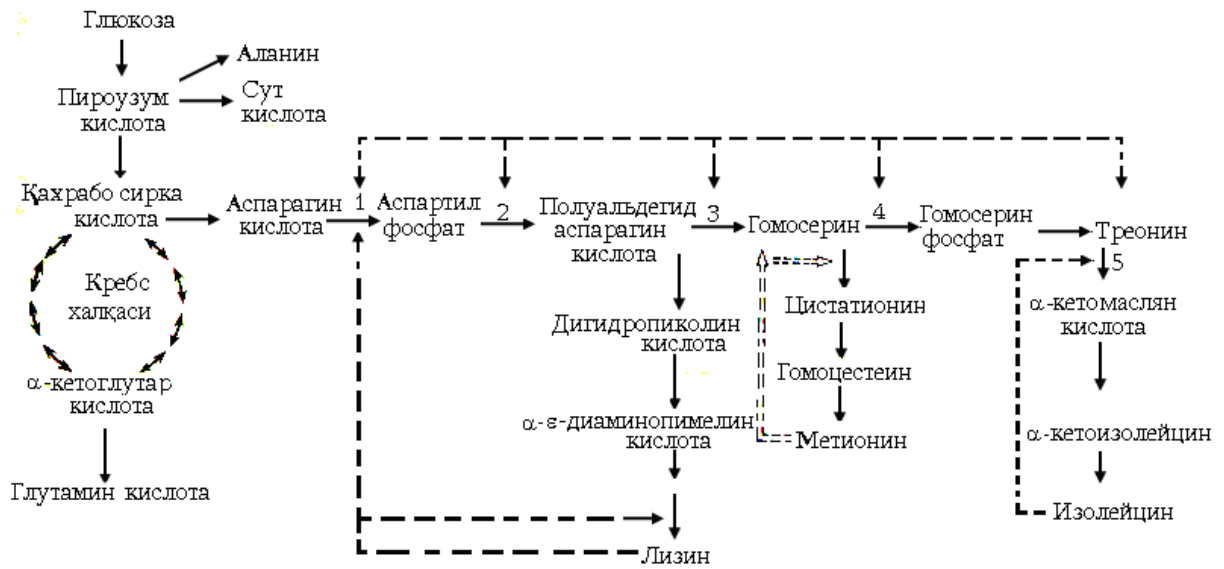 Глюкоза
Аланин
Пироузум
кислота
Сут
кислота
Қахрабо сирка
кислота
Аспарагин
кислота
1
Аспартил
фосфат
2
Полуальдегид
аспарагин
кислота
3
Гомосерин
4
Гомосерин
фосфат
Треонин
5
Кребс
халқаси
Дигидропиколин
кислота
Цистатионин
α-кетомаслян
кислота
α-кетоглутар
кислота
Гомоцестеин
α-ε-диаминопимелин
кислота
Метионин
α-кетоизолейцин
Глутамин кислота
Изолейцин
Лизин